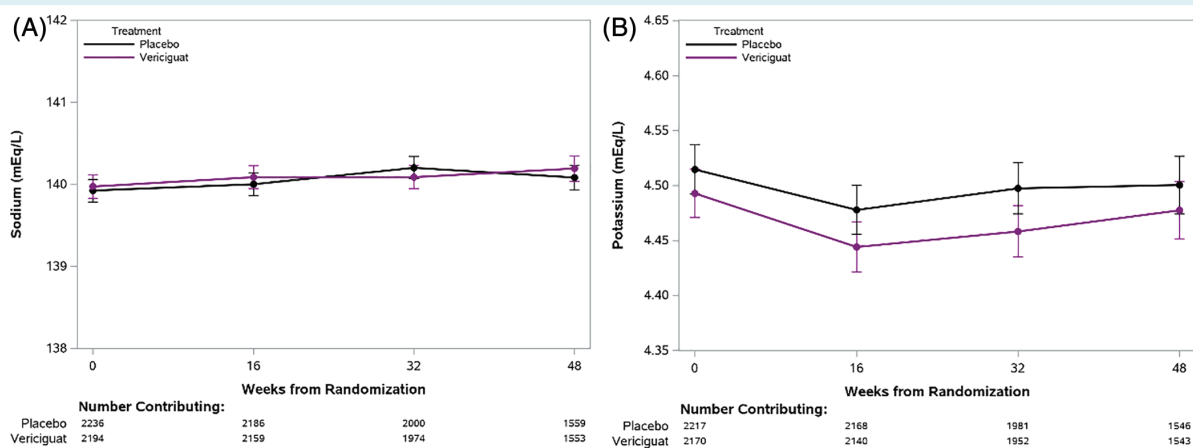 (A)
142
141
140
139
138
Sodium (mEq/L)
Treatment
Placebo
Vericiguat
0 16 32 48
Weeks from Randomization
Number Contributing:
Placebo 2236 2186 2000 1559
Vericiguat 2194 2159 1974 1553
(B)
4.65
4.60
4.55
4.50
4.45
4.40
4.35
Potassium (mEq/L)
Treatment
Placebo
Vericiguat
0 16 32 48
Weeks from Randomization
Number Contributing:
Placebo 2217 2168 1981 1546
Vericiguat 2170 2140 1952 1543